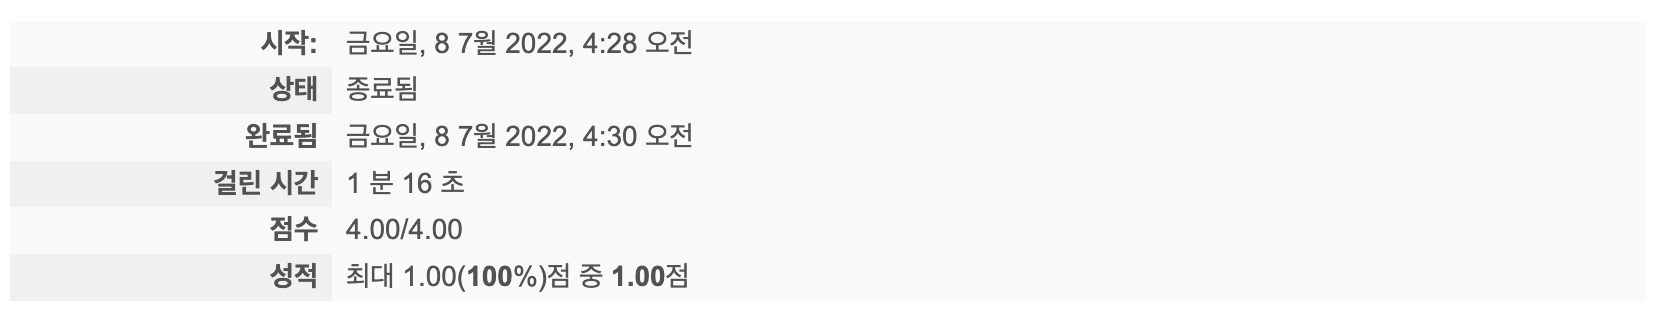 시작: 금요일, 8 7월 2022, 4:28 오전
상태 종료됨
완료됨 금요일, 8 7월 2022, 4:30 오전
걸린 시간 1 분 16 초
점수 4.00/4.00
성적 최대 1.00(100%)점 중 1.00점